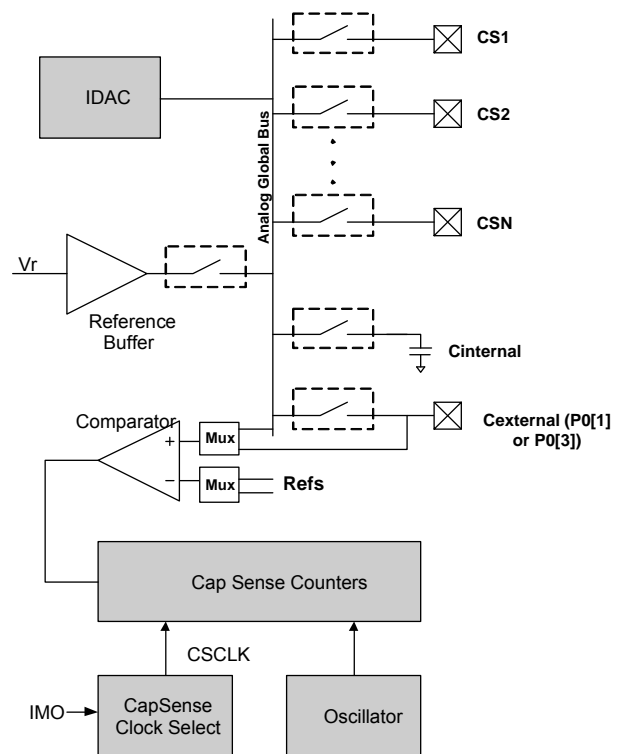 CS1
IDAC
CS2
Analog Global Bus
CSN
Vr
Reference
Buffer
Cinternal
Comparator
Cexternal (P0[1]
or P0[3])
+
Mux
−
Mux
Refs
Cap Sense Counters
CSCLK
IMO
CapSense
Clock Select
Oscillator